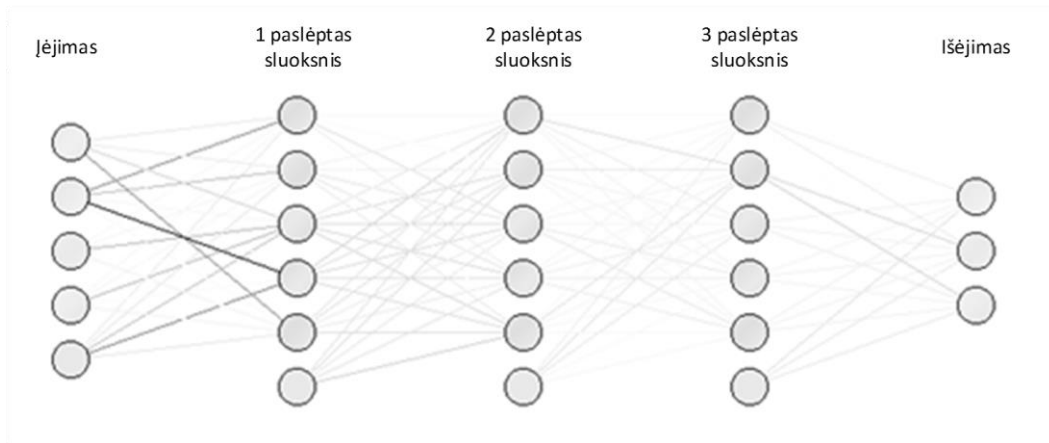 Įėjimas
1 paslėptas
sluoksnis
2 paslėptas
sluoksnis
3 paslėptas
sluoksnis
Išėjimas